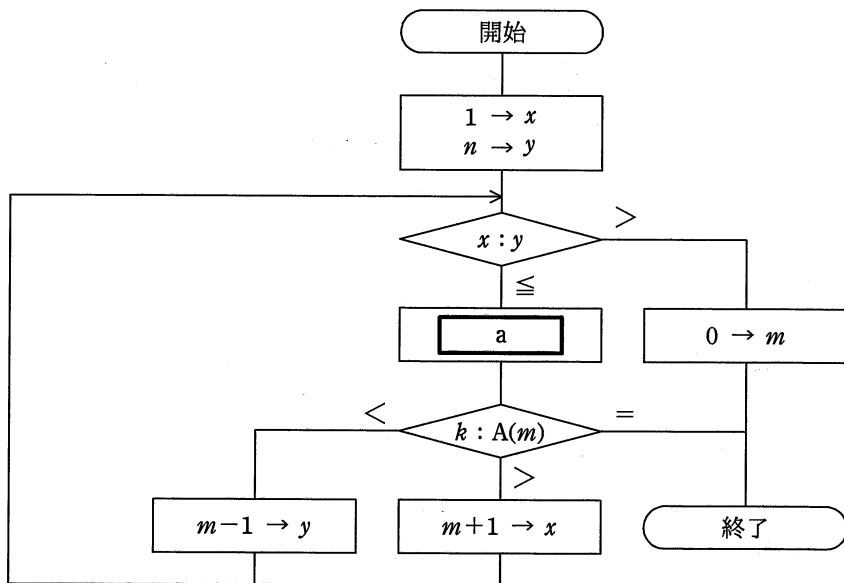 開始
1 → x
n → y
x : y
>
≦
a
0 → m
k : A(m)
<
=
>
m−1 → y
m+1 → x
終了